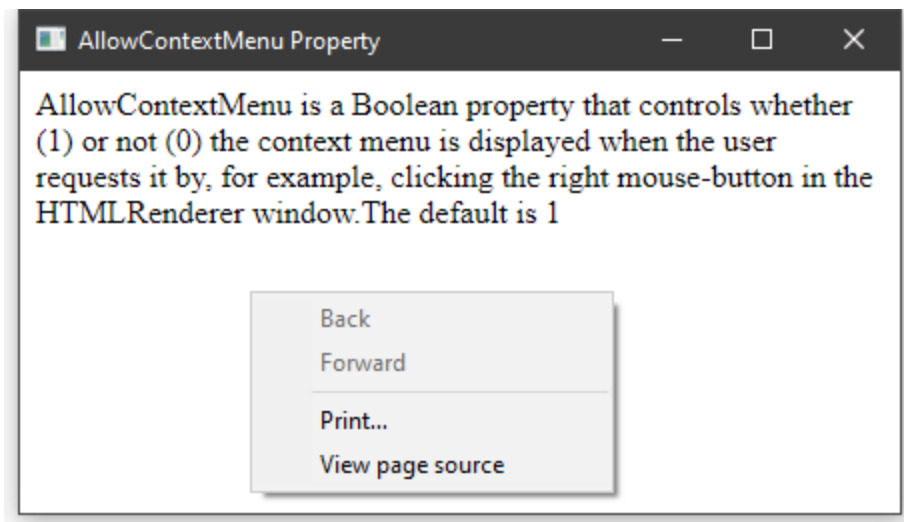 AllowContextMenu Property
AllowContextMenu is a Boolean property that controls whether
(1) or not (0) the context menu is displayed when the user
requests it by, for example, clicking the right mouse-button in the
HTMLRenderer window.The default is 1
Back
Forward
Print...
View page source